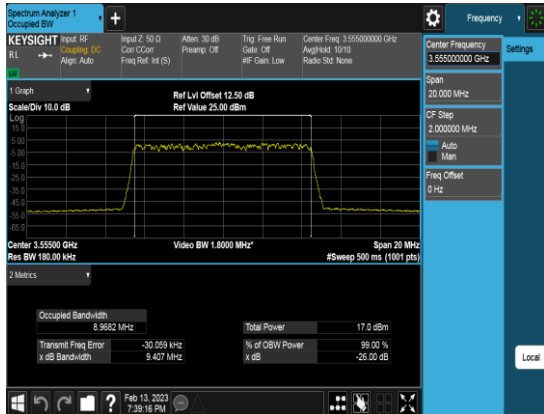 Spectrum Analyzer 1
Occupied BW
+
Frequency
KEYSIGHT
RL
Input: RF
Coupling: DC
Align: Auto
Input Z: 50 Ω
Corr CCorr
Freq Ref: Int (S)
Atten: 30 dB
Preamp: Off
Trig: Free Run
Gate: Off
#IF Gain: Low
Center Freq: 3.555000000 GHz
Avg|Hold: 10/10
Radio Std: None
LXI
Center Frequency
3.555000000 GHz
Settings
Span
20.000 MHz
CF Step
2.000000 MHz
Auto
Man
Freq Offset
0 Hz
1 Graph
Scale/Div 10.0 dB
Ref Lvl Offset 12.50 dB
Ref Value 25.00 dBm
Log
15.0
5.00
-5.00
-15.0
-25.0
-35.0
-45.0
-55.0
-65.0
Center 3.55500 GHz
Res BW 180.00 kHz
Video BW 1.8000 MHz*
Span 20 MHz
#Sweep 500 ms (1001 pts)
2 Metrics
Occupied Bandwidth
8.9682 MHz
Total Power 17.0 dBm
Transmit Freq Error -30.059 kHz
% of OBW Power 99.00 %
x dB Bandwidth 9.407 MHz
x dB -26.00 dB
Local
?
Feb 13, 2023
7:39:16 PM